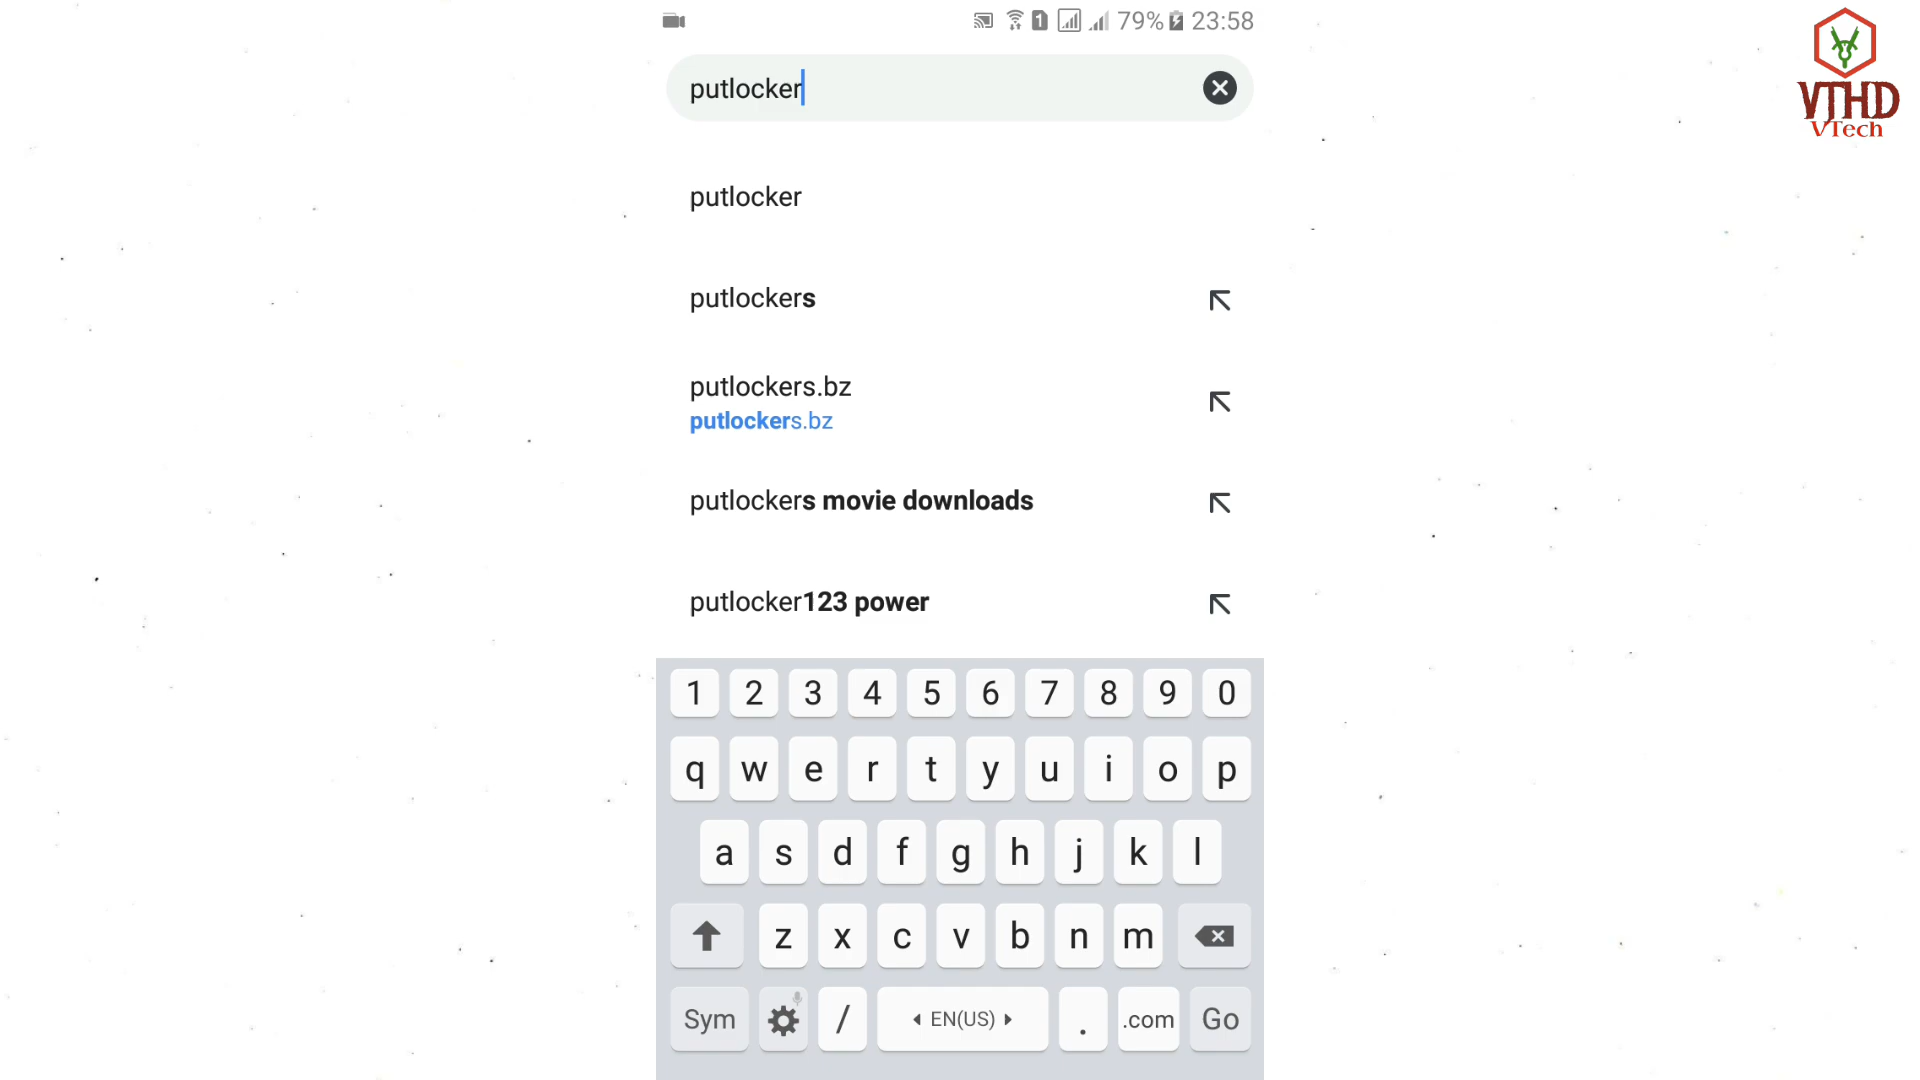 1 79% 23:58
VTHD
VTech
putlocker
putlocker
putlockers
putlockers.bz
putlockers.bz
putlockers movie downloads
putlocker123 power
1 2 3 4 5 6 7 8 9 0
q w e r t y u i o p
a s d f g h j k l
z x c v b n m
Sym / EN(US) . .com Go